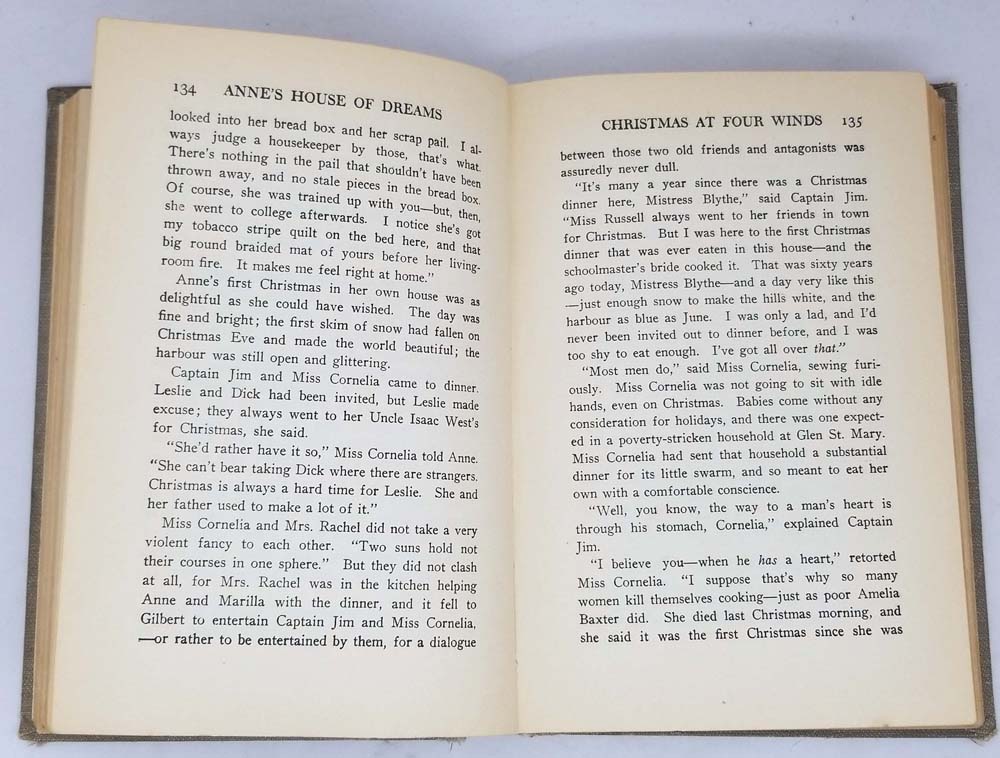 134 ANNE'S HOUSE OF DREAMS
looked into her bread box and her scrap pail. I al-
ways judge a housekeeper by those, that's what.
There's nothing in the pail that shouldn't have been
thrown away, and no stale pieces in the bread box.
Of course, she was trained up with you—but, then,
she went to college afterwards. I notice she's got
my tobacco stripe quilt on the bed here, and that
big round braided mat of yours before her living-
room fire. It makes me feel right at home."
Anne's first Christmas in her own house was as
delightful as she could have wished. The day was
fine and bright; the first skim of snow had fallen on
Christmas Eve and made the world beautiful; the
harbour was still open and glittering.
Captain Jim and Miss Cornelia came to dinner.
Leslie and Dick had been invited, but Leslie made
excuse; they always went to her Uncle Isaac West's
for Christmas, she said.
"She'd rather have it so," Miss Cornelia told Anne.
"She can't bear taking Dick where there are strangers.
Christmas is always a hard time for Leslie. She and
her father used to make a lot of it."
Miss Cornelia and Mrs. Rachel did not take a very
violent fancy to each other. "Two suns hold not
their courses in one sphere." But they did not clash
at all, for Mrs. Rachel was in the kitchen helping
Anne and Marilla with the dinner, and it fell to
Gilbert to entertain Captain Jim and Miss Cornelia,
—or rather to be entertained by them, for a dialogue
CHRISTMAS AT FOUR WINDS 135
between those two old friends and antagonists was
assuredly never dull.
"It's many a year since there was a Christmas
dinner here, Mistress Blythe," said Captain Jim.
"Miss Russell always went to her friends in town
for Christmas. But I was here to the first Christmas
dinner that was ever eaten in this house—and the
schoolmaster's bride cooked it. That was sixty years
ago today, Mistress Blythe—and a day very like this
—just enough snow to make the hills white, and the
harbour as blue as June. I was only a lad, and I'd
never been invited out to dinner before, and I was
too shy to eat enough. I've got all over that."
"Most men do," said Miss Cornelia, sewing furi-
ously. Miss Cornelia was not going to sit with idle
hands, even on Christmas. Babies come without any
consideration for holidays, and there was one expect-
ed in a poverty-stricken household at Glen St. Mary.
Miss Cornelia had sent that household a substantial
dinner for its little swarm, and so meant to eat her
own with a comfortable conscience.
"Well, you know, the way to a man's heart is
through his stomach, Cornelia," explained Captain
Jim.
"I believe you—when he has a heart," retorted
Miss Cornelia. "I suppose that's why so many
women kill themselves cooking—just as poor Amelia
Baxter did. She died last Christmas morning, and
she said it was the first Christmas since she was